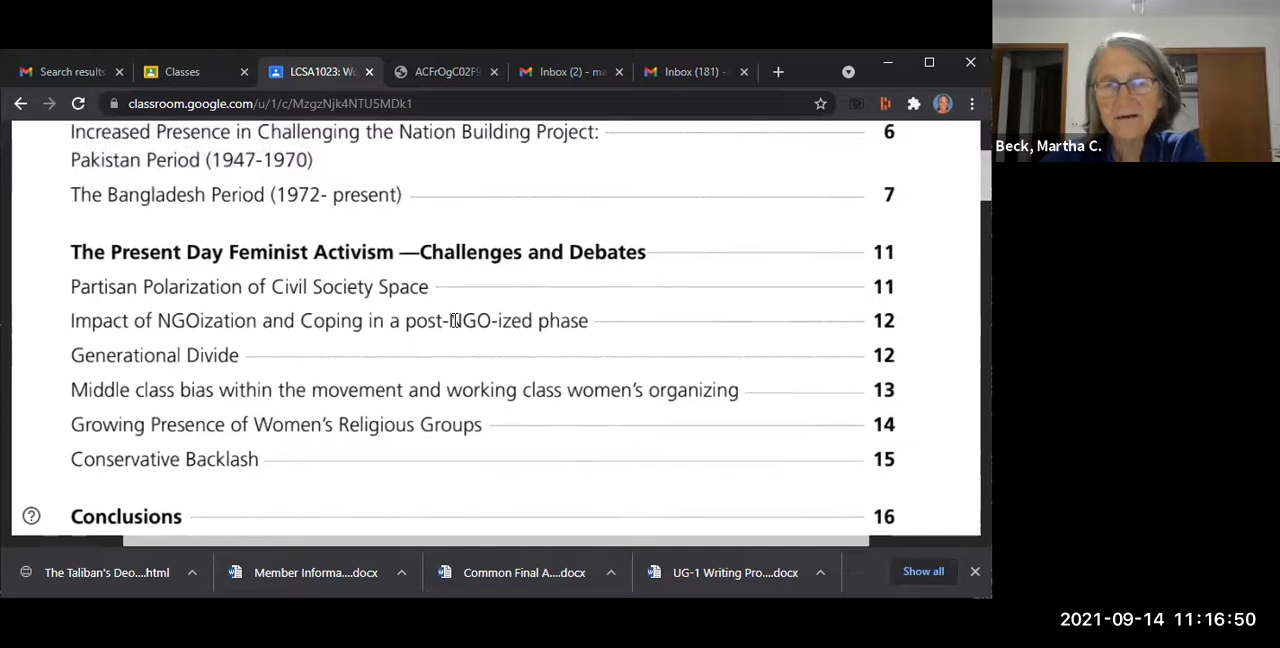 Search results
Classes
LCSA1023: Wo
ACFrOgC02F9
Inbox (2) - ma
Inbox (181) -
classroom.google.com/u/1/c/MzgzNjk4NTU5MDk1
Beck, Martha C.
Increased Presence in Challenging the Nation Building Project: 6
Pakistan Period (1947-1970)
The Bangladesh Period (1972- present) 7
The Present Day Feminist Activism —Challenges and Debates 11
Partisan Polarization of Civil Society Space 11
Impact of NGOization and Coping in a post-NGO-ized phase 12
Generational Divide 12
Middle class bias within the movement and working class women's organizing 13
Growing Presence of Women's Religious Groups 14
Conservative Backlash 15
Conclusions 16
The Taliban's Deo....html
Member Informa....docx
Common Final A....docx
UG-1 Writing Pro....docx
Show all
2021-09-14 11:16:50